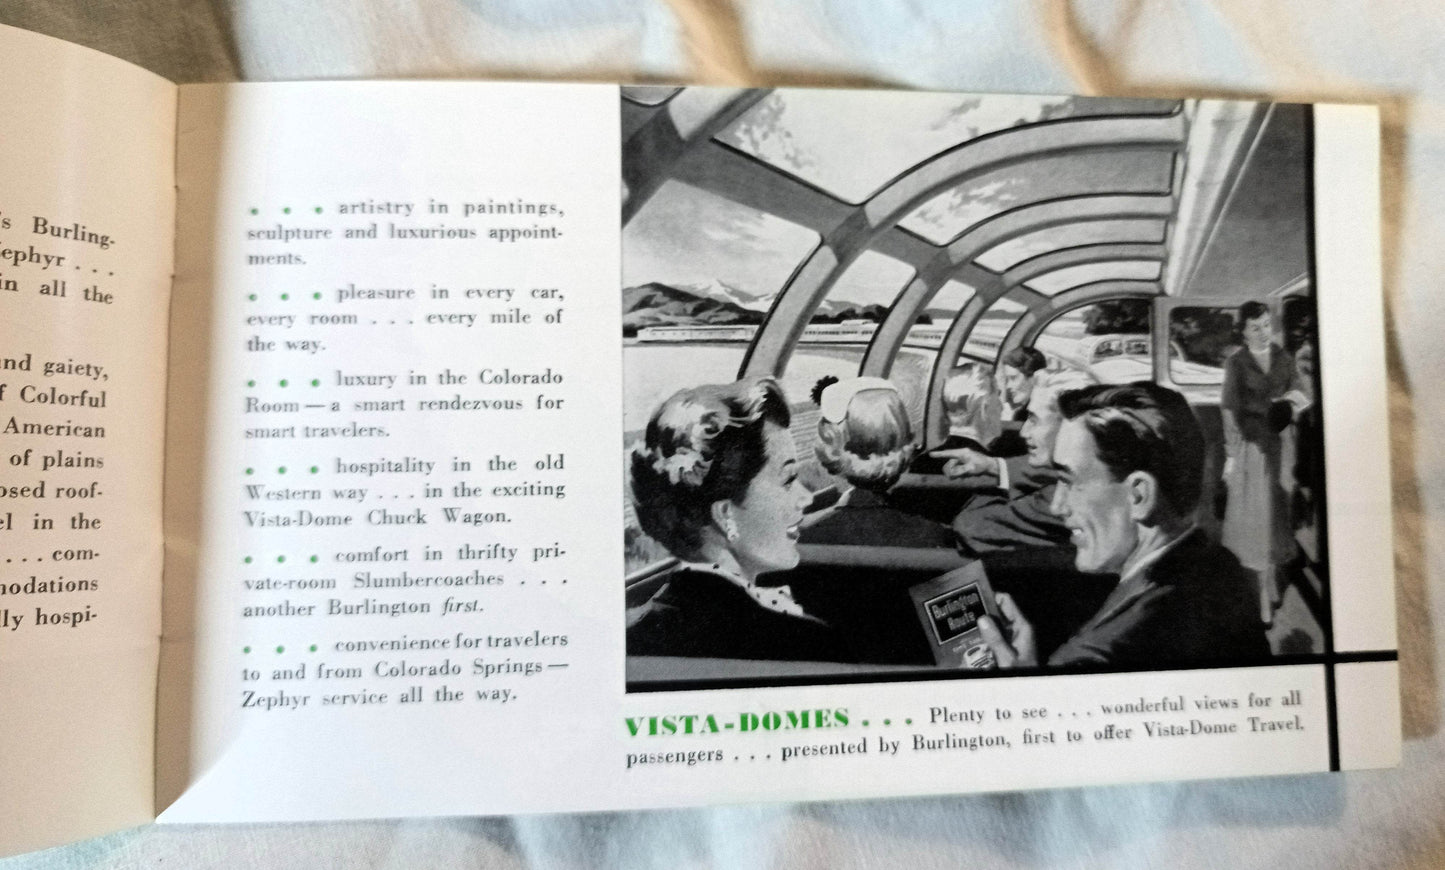 's Burling-
ephyr . . .
in all the
nd gaiety,
f Colorful
American
of plains
osed roof-
el in the
. . . com-
nodations
lly hospi-
• • • artistry in paintings,
sculpture and luxurious appoint-
ments.
• • • pleasure in every car,
every room . . . every mile of
the way.
• • • luxury in the Colorado
Room — a smart rendezvous for
smart travelers.
• • • hospitality in the old
Western way . . . in the exciting
Vista-Dome Chuck Wagon.
• • • comfort in thrifty pri-
vate-room Slumbercoaches . . .
another Burlington first.
• • • convenience for travelers
to and from Colorado Springs —
Zephyr service all the way.
Burlington
Route
VISTA-DOMES . . . Plenty to see . . . wonderful views for all
passengers . . . presented by Burlington, first to offer Vista-Dome Travel.